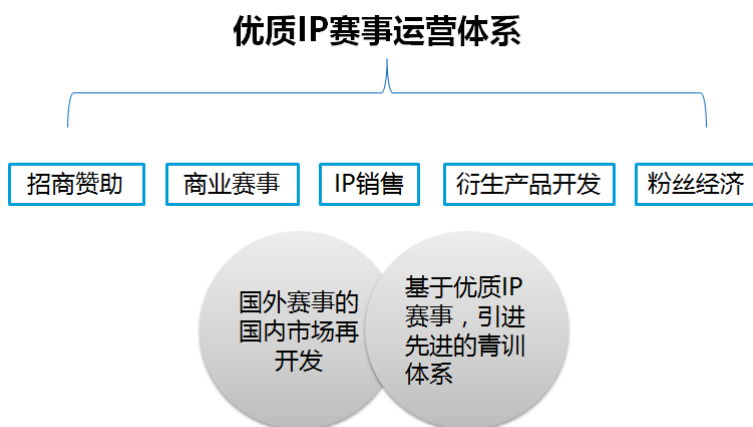 优质IP赛事运营体系
招商赞助
商业赛事
IP销售
衍生产品开发
粉丝经济
国外赛事的
国内市场再
开发
基于优质IP
赛事，引进
先进的青训
体系